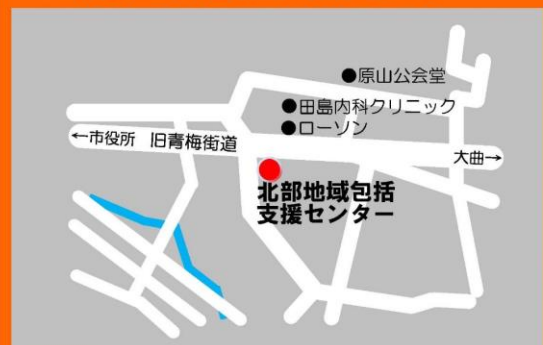 ●原山公会堂
●田島内科クリニック
●ローソン
←市役所 旧青梅街道
大曲→
北部地域包括
支援センター